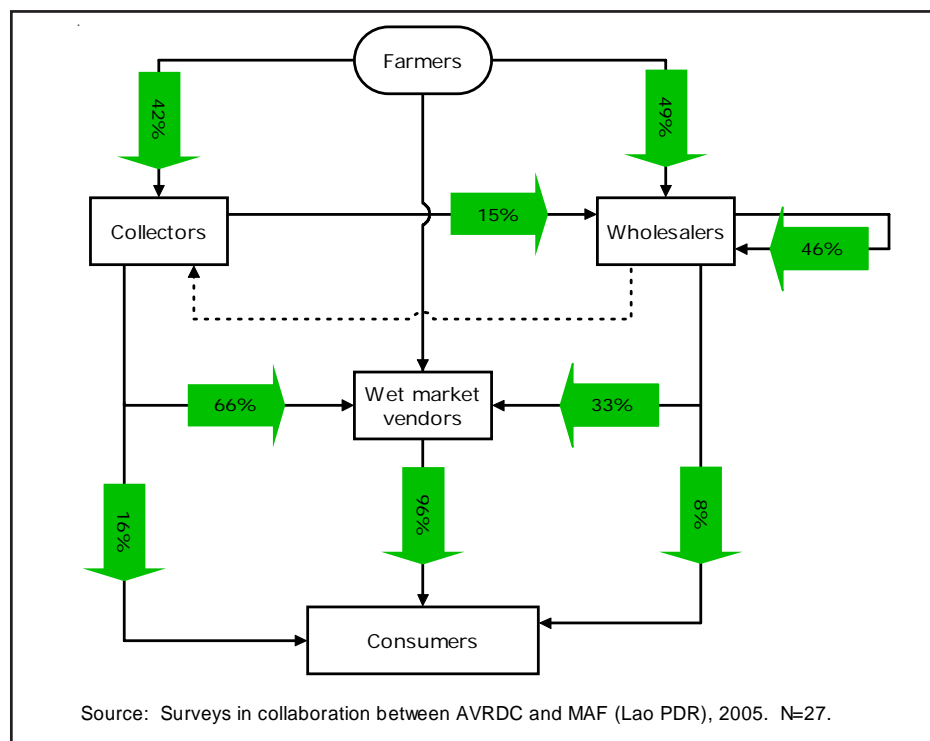 Farmers
42%
49%
Collectors
15%
Wholesalers
46%
66%
Wet market
vendors
33%
16%
96%
8%
Consumers
Source: Surveys in collaboration between AVRDC and MAF (Lao PDR), 2005. N=27.